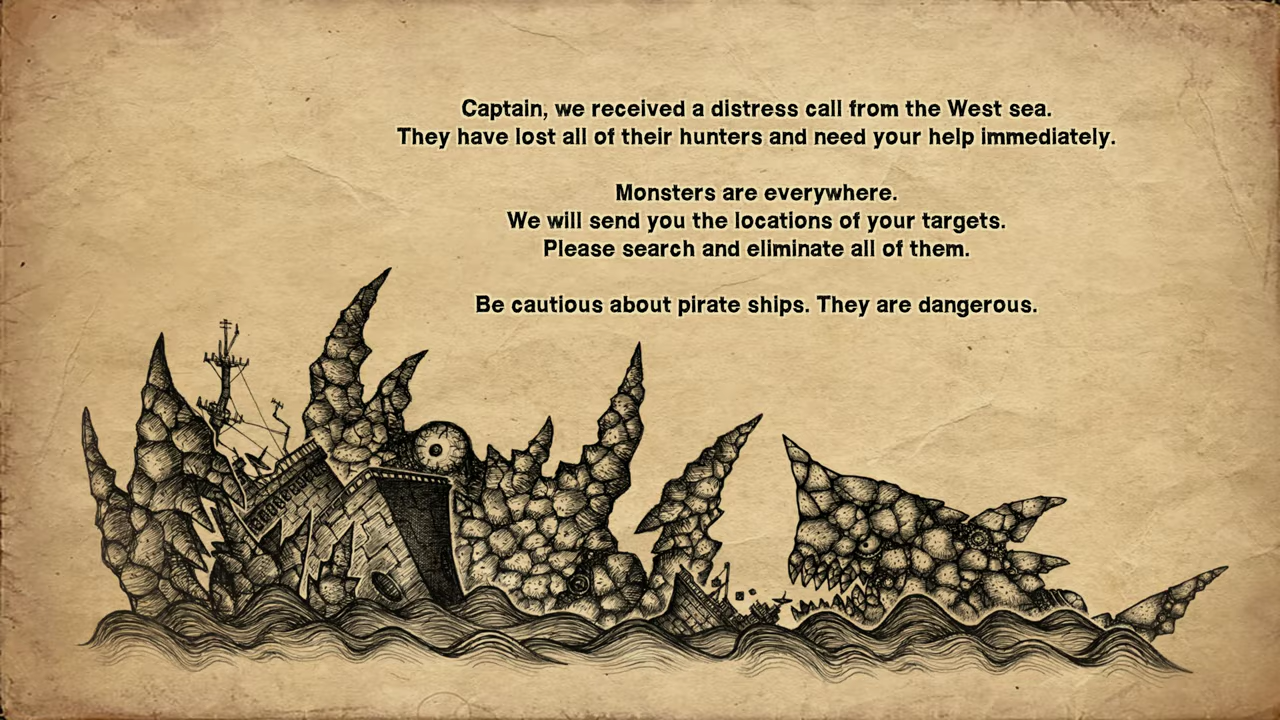 Captain, we received a distress call from the West sea.
They have lost all of their hunters and need your help immediately.
Monsters are everywhere.
We will send you the locations of your targets.
Please search and eliminate all of them.
Be cautious about pirate ships. They are dangerous.